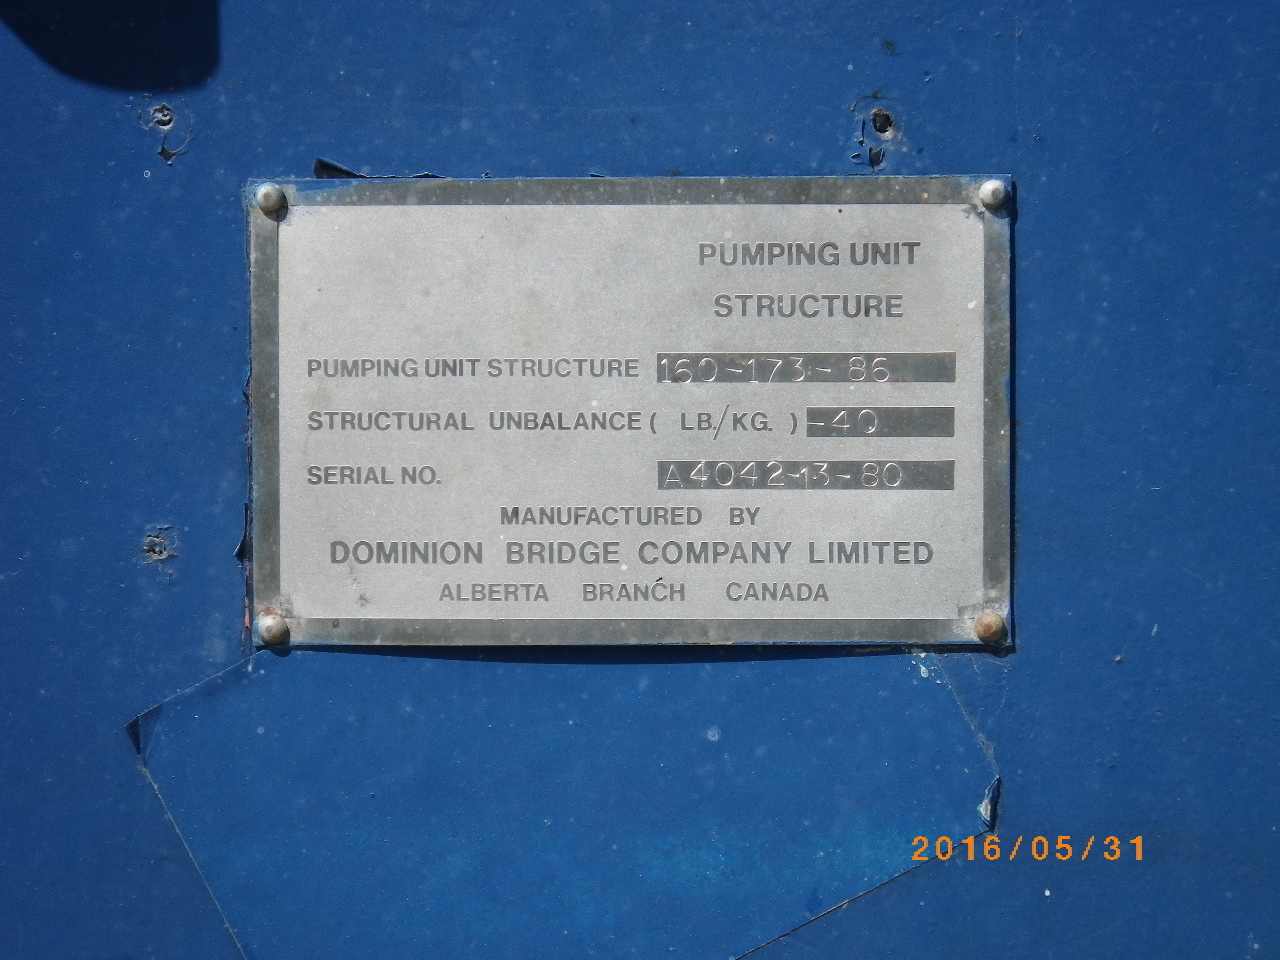 PUMPING UNIT
STRUCTURE
PUMPING UNIT STRUCTURE 160-173-86
STRUCTURAL UNBALANCE ( LB/KG. ) -40
SERIAL NO. A4042-13-80
MANUFACTURED BY
DOMINION BRIDGE COMPANY LIMITED
ALBERTA BRANCH CANADA
2016/05/31